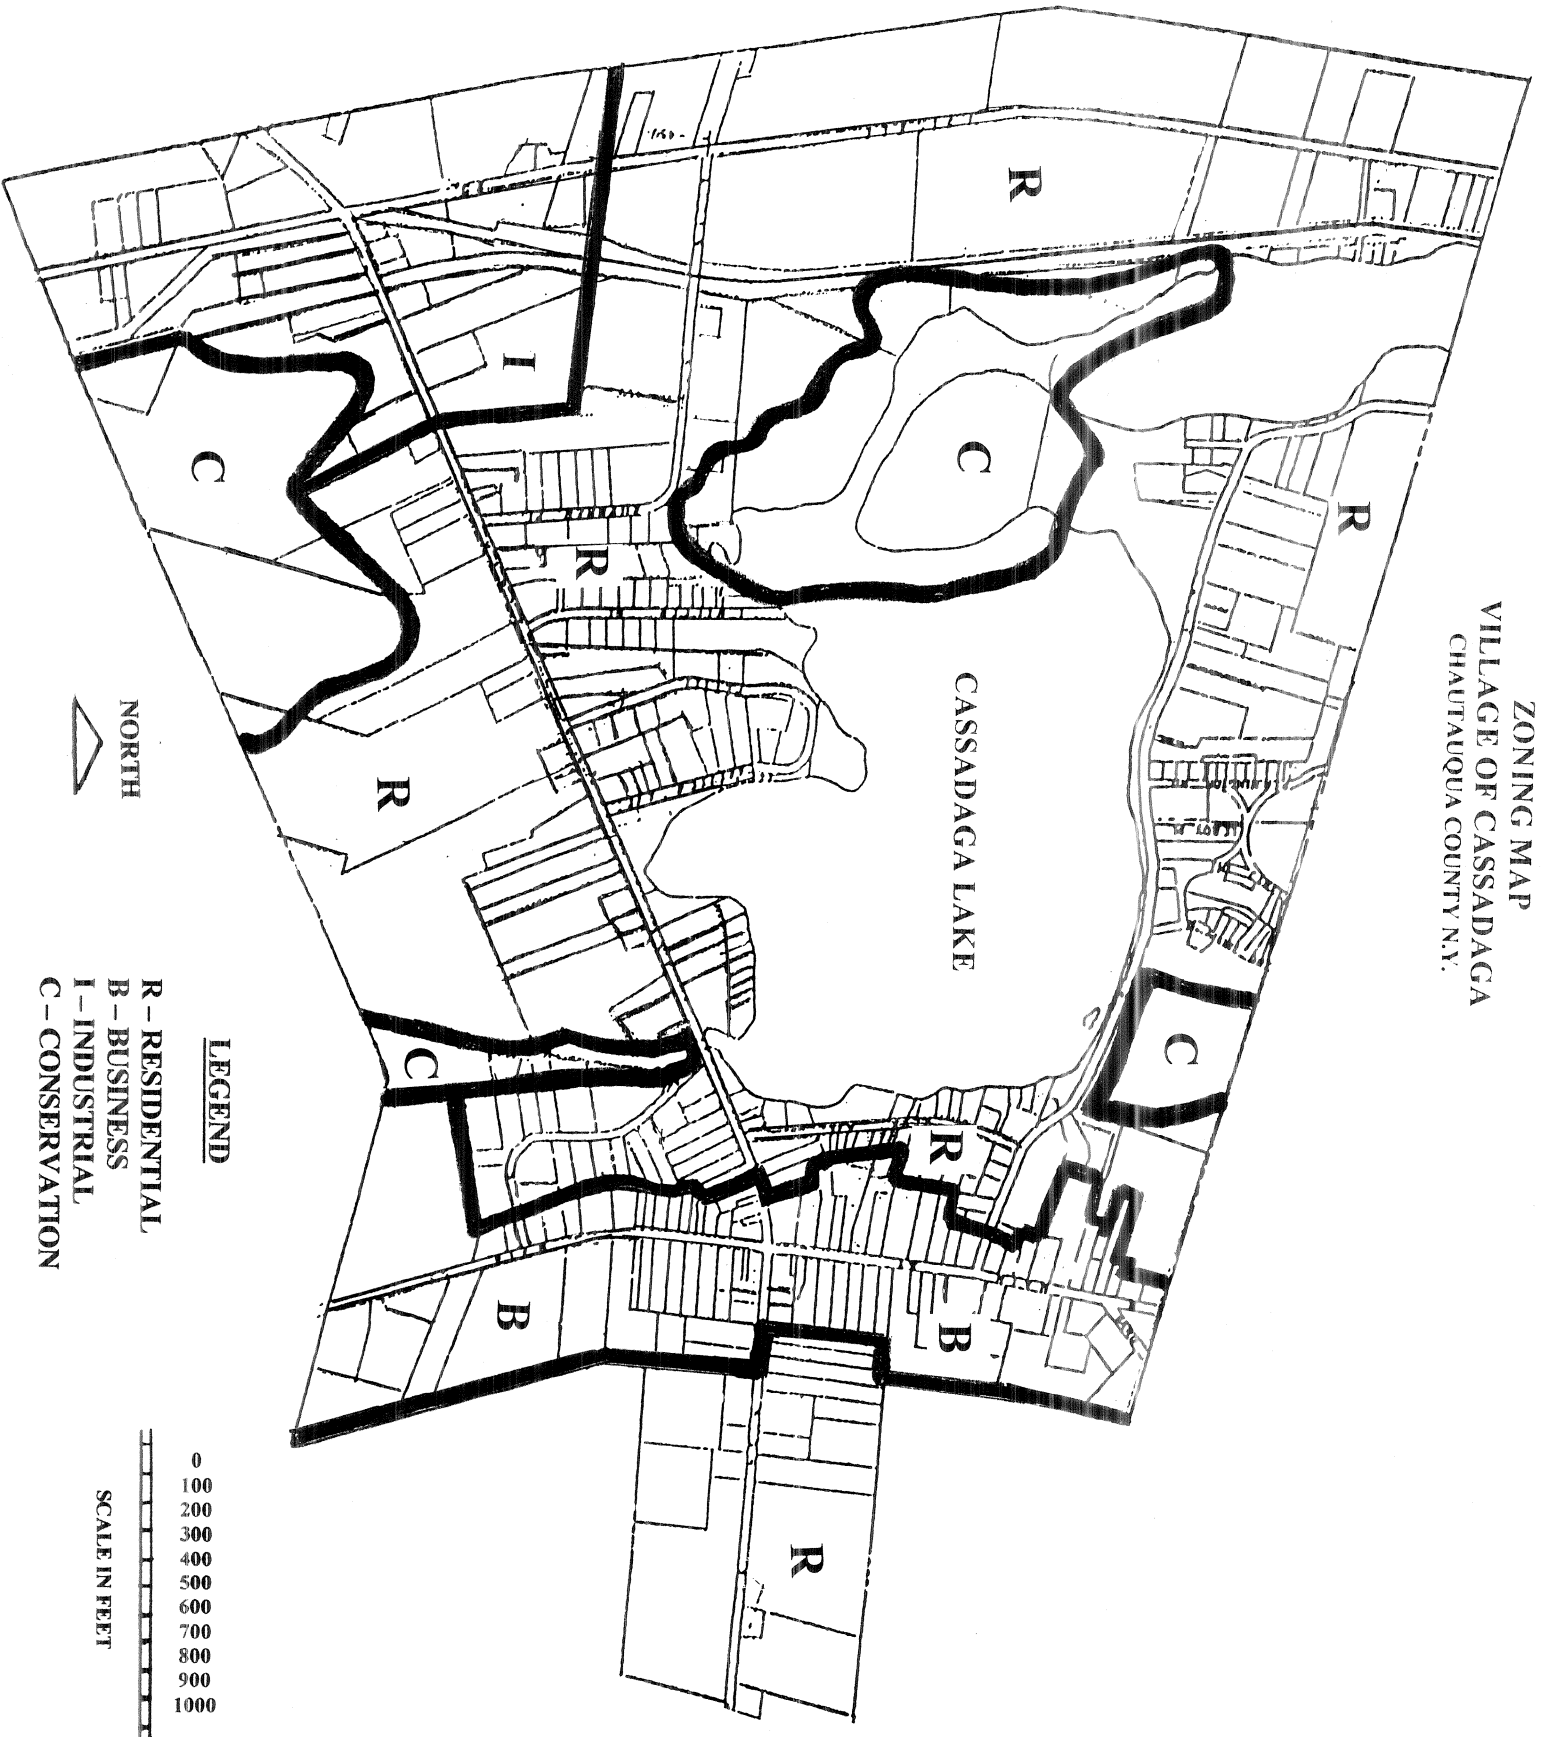 ZONING MAP
VILLAGE OF CASSADAGA
CHAUTAUQUA COUNTY N.Y.
R
R
C
CASSADAGA LAKE
C
R
B
I
R
R
R
C
C
B
NORTH
LEGEND
R – RESIDENTIAL
B – BUSINESS
I – INDUSTRIAL
C – CONSERVATION
0
100
200
300
400
500
600
700
800
900
1000
SCALE IN FEET